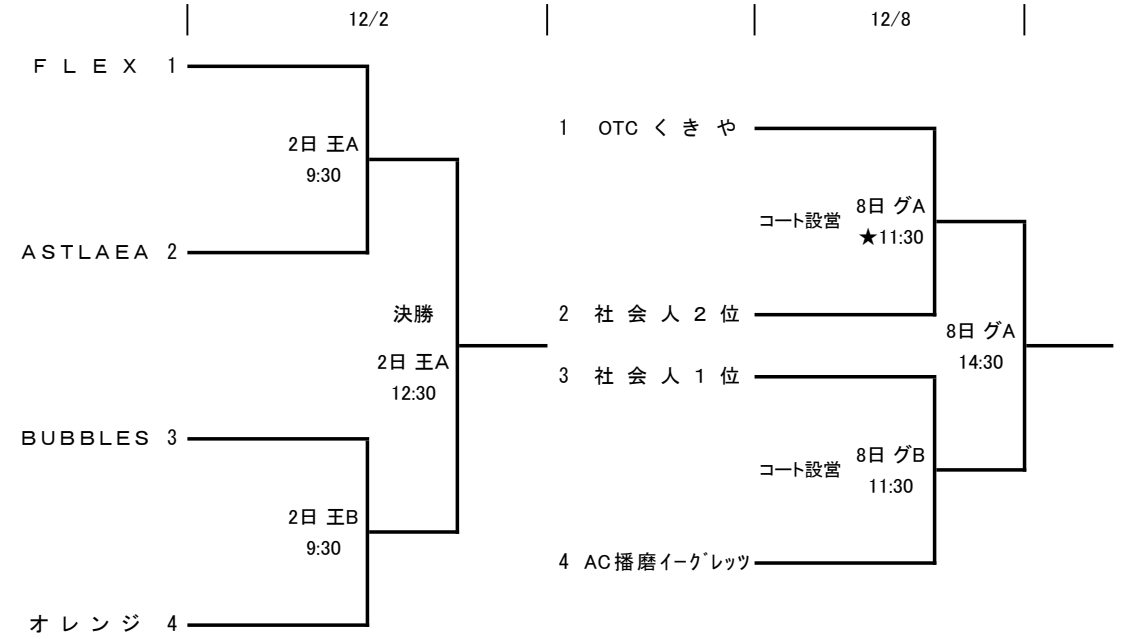 12/2
ＦＬＥＸ 1
2日 王A
9:30
ＡＳＴＬＡＥＡ 2
決勝
2日 王A
12:30
ＢＵＢＢＬＥＳ 3
2日 王B
9:30
オレンジ 4
12/8
1 OTC くきや
コート設営
8日 グA
★11:30
2 社会人２位
8日 グA
14:30
3 社会人１位
コート設営
8日 グB
11:30
4 AC播磨ｲｰｸﾞﾚｯﾂ